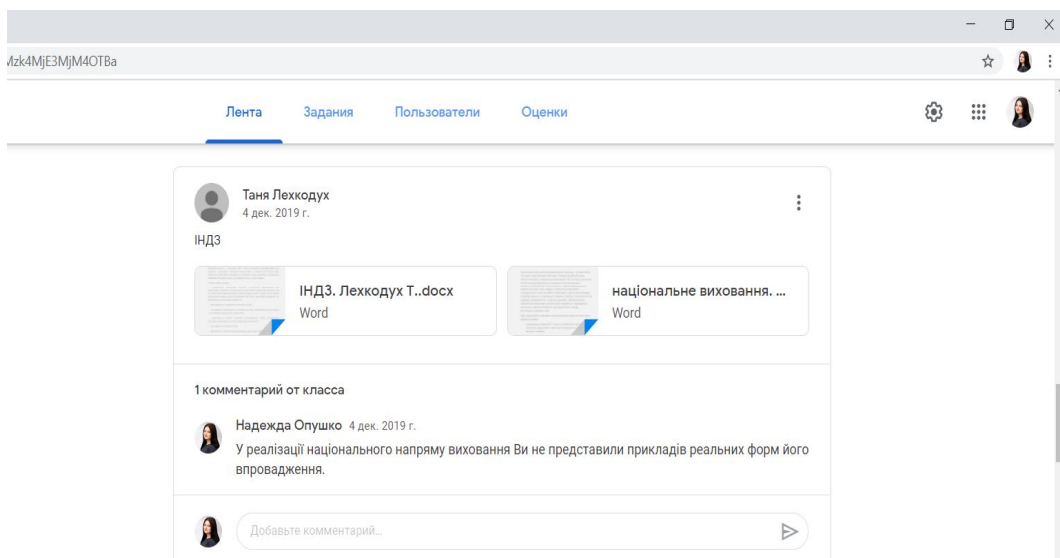 Mzk4MjE3MjM4OTBa
Лента Задания Пользователи Оценки
Таня Лехкодух
4 дек. 2019 г.
ІНДЗ
ІНДЗ. Лехкодух Т..docx
Word
національне виховання. ...
Word
1 комментарий от класса
Надежда Опушко 4 дек. 2019 г.
У реалізації національного напряму виховання Ви не представили прикладів реальних форм його
впровадження.
Добавьте комментарий...